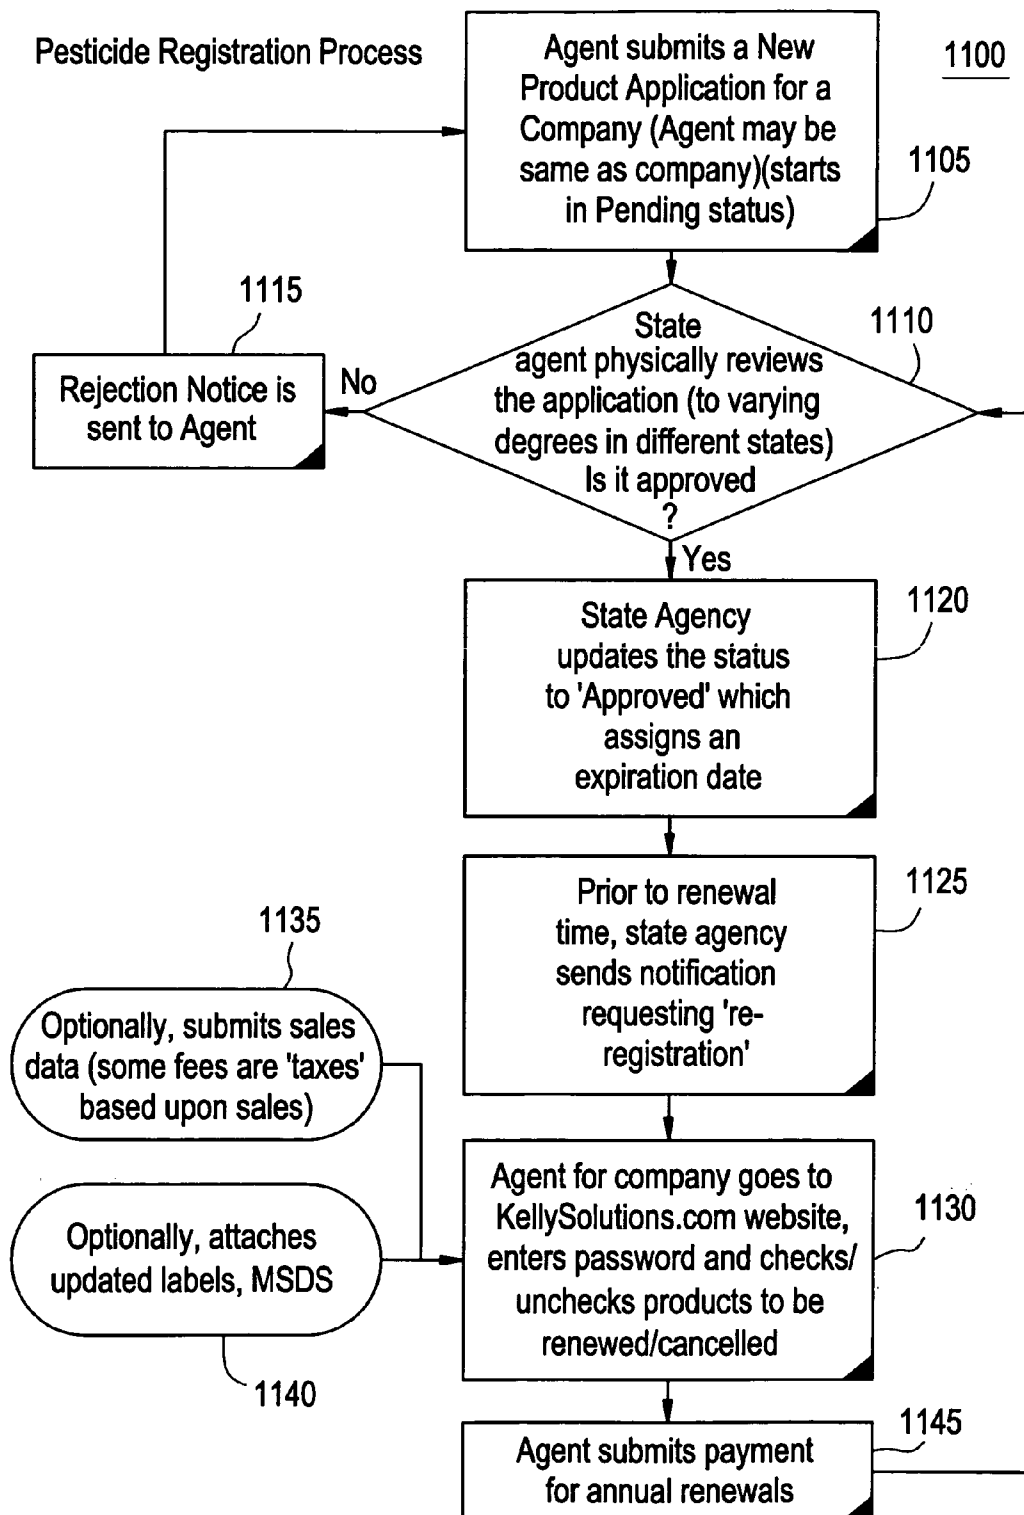 Pesticide Registration Process
1100
Agent submits a New
Product Application for a
Company (Agent may be
same as company)(starts
in Pending status)
1105
1115
Rejection Notice is
sent to Agent
No
State
agent physically reviews
the application (to varying
degrees in different states)
Is it approved
?
1110
Yes
State Agency
updates the status
to 'Approved' which
assigns an
expiration date
1120
Prior to renewal
time, state agency
sends notification
requesting 're-
registration'
1125
1135
Optionally, submits sales
data (some fees are 'taxes'
based upon sales)
Optionally, attaches
updated labels, MSDS
1140
Agent for company goes to
KellySolutions.com website,
enters password and checks/
unchecks products to be
renewed/cancelled
1130
Agent submits payment
for annual renewals
1145